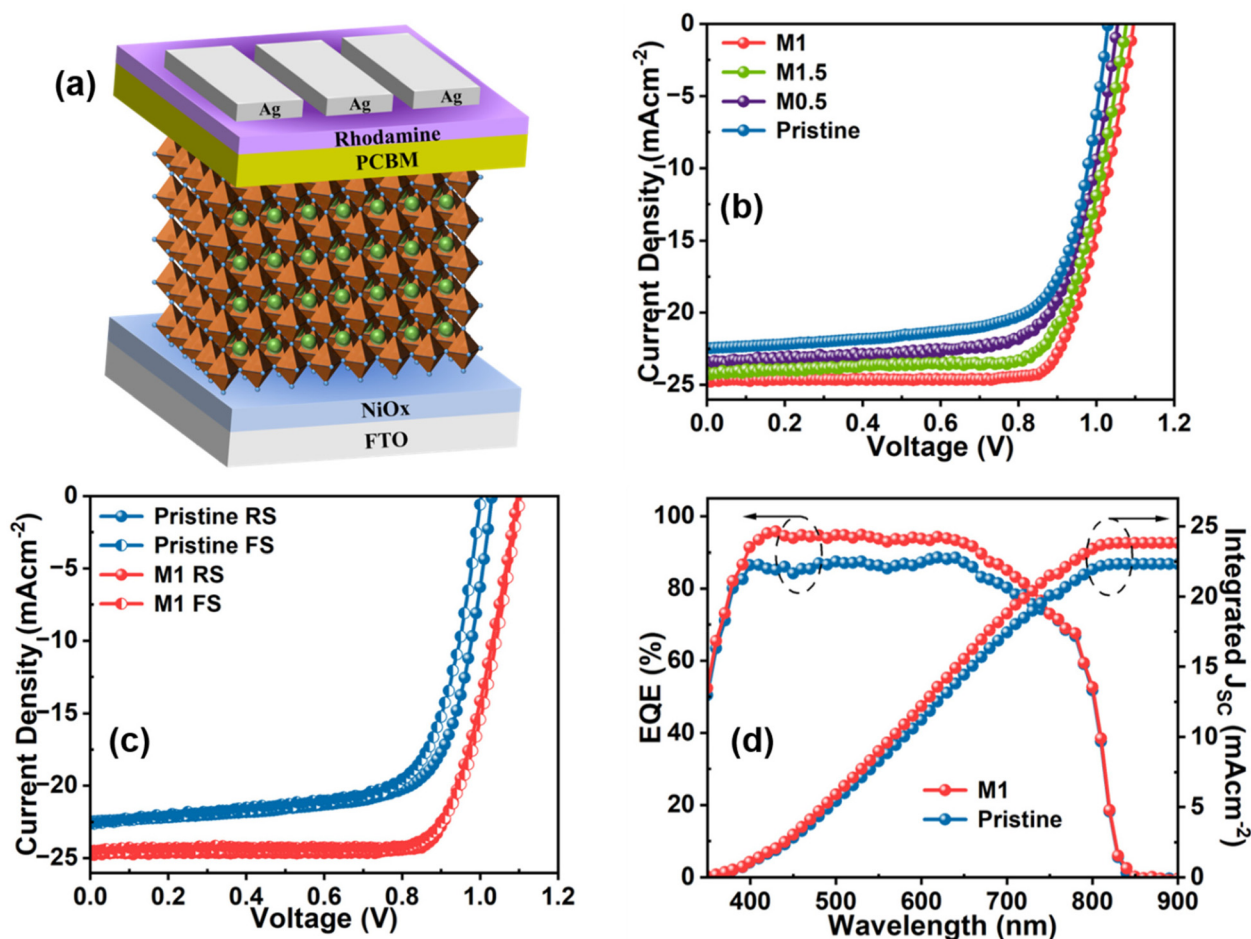 (a)
Ag
Ag
Ag
Rhodamine
PCBM
NiOx
FTO
(b)
M1
M1.5
M0.5
Pristine
0
−5
−10
−15
−20
−25
0.0 0.2 0.4 0.6 0.8 1.0 1.2
Voltage (V)
Current Density (mAcm⁻²)
(c)
Pristine RS
Pristine FS
M1 RS
M1 FS
0
−5
−10
−15
−20
−25
0.0 0.2 0.4 0.6 0.8 1.0 1.2
Voltage (V)
Current Density (mAcm⁻²)
(d)
M1
Pristine
100
80
60
40
20
0
EQE (%)
400 500 600 700 800 900
Wavelength (nm)
25
20
15
10
5
0
Integrated J_SC (mAcm⁻²)